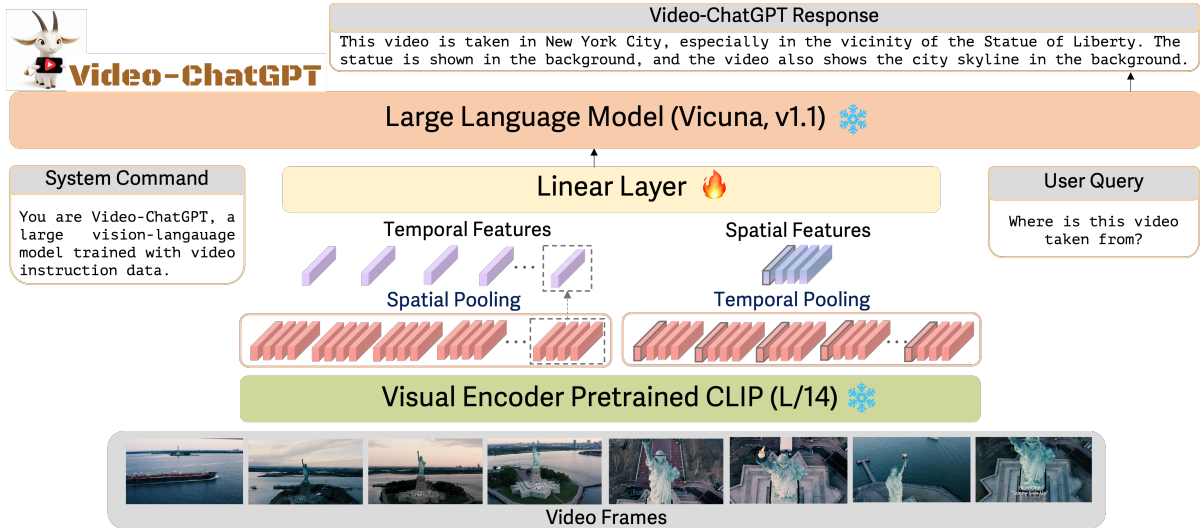 Video-ChatGPT Response
This video is taken in New York City, especially in the vicinity of the Statue of Liberty. The
statue is shown in the background, and the video also shows the city skyline in the background.
Video-ChatGPT
Large Language Model (Vicuna, v1.1)
System Command
You are Video-ChatGPT, a
large vision-langauage
model trained with video
instruction data.
Linear Layer
User Query
Where is this video
taken from?
Temporal Features
Spatial Features
Spatial Pooling
Temporal Pooling
Visual Encoder Pretrained CLIP (L/14)
Video Frames